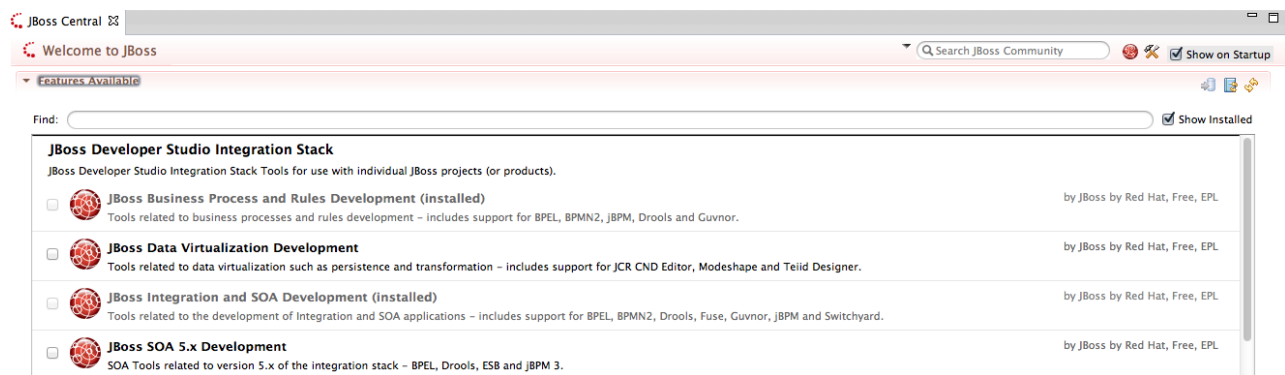 JBoss Central
Welcome to JBoss
Search JBoss Community
Show on Startup
Features Available
Find:
Show Installed
JBoss Developer Studio Integration Stack
JBoss Developer Studio Integration Stack Tools for use with individual JBoss projects (or products).
JBoss Business Process and Rules Development (installed)
by JBoss by Red Hat, Free, EPL
Tools related to business processes and rules development – includes support for BPEL, BPMN2, jBPM, Drools and Guvnor.
JBoss Data Virtualization Development
by JBoss by Red Hat, Free, EPL
Tools related to data virtualization such as persistence and transformation – includes support for JCR CND Editor, Modeshape and Teiid Designer.
JBoss Integration and SOA Development (installed)
by JBoss by Red Hat, Free, EPL
Tools related to the development of Integration and SOA applications – includes support for BPEL, BPMN2, Drools, Fuse, Guvnor, jBPM and Switchyard.
JBoss SOA 5.x Development
by JBoss by Red Hat, Free, EPL
SOA Tools related to version 5.x of the integration stack – BPEL, Drools, ESB and jBPM 3.